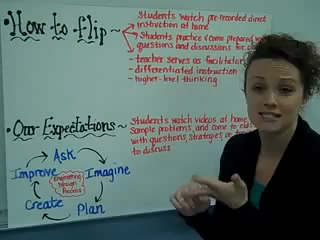 Students watch pre-recorded direct
instruction at home
How to flip~
Students practice & come prepared w/
questions and discussions for
- teacher serves as facilitator
- differentiated instruction
- higher-level thinking
Our Expectations ~
Students watch videos at home,
Sample problems, and come to
with questions, strategies, or
to discuss
Ask
Improve
Imagine
Engineering
Design
Process
Create
Plan